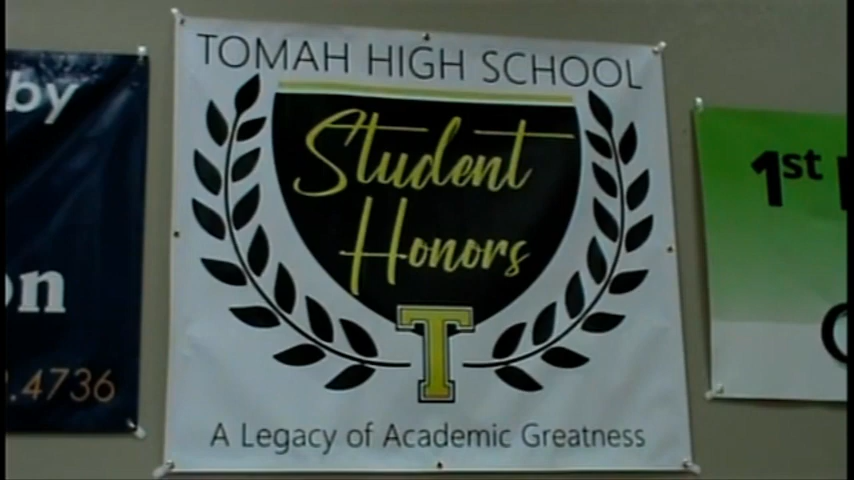 by
on
.4736
TOMAH HIGH SCHOOL
Student
Honors
T
A Legacy of Academic Greatness
1st